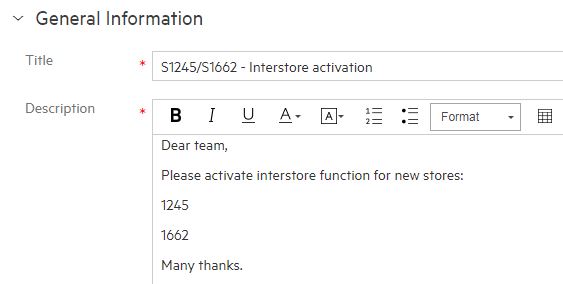 General Information
Title * S1245/S1662 - Interstore activation
Description *
B I U A A Format
Dear team,
Please activate interstore function for new stores:
1245
1662
Many thanks.